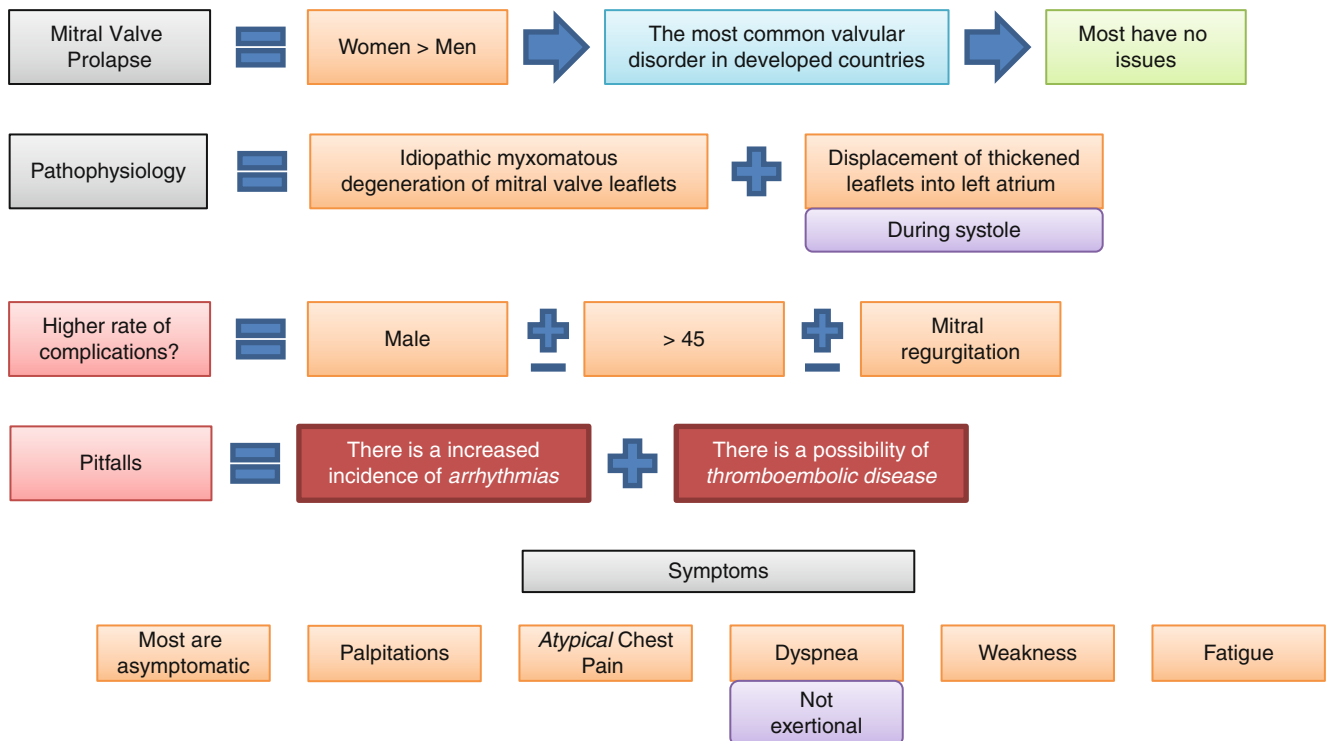 Mitral Valve
Prolapse
Women > Men
The most common valvular
disorder in developed countries
Most have no
issues
Pathophysiology
Idiopathic myxomatous
degeneration of mitral valve leaflets
Displacement of thickened
leaflets into left atrium
During systole
Higher rate of
complications?
Male
> 45
Mitral
regurgitation
Pitfalls
There is a increased
incidence of arrhythmias
There is a possibility of
thromboembolic disease
Symptoms
Most are
asymptomatic
Palpitations
Atypical Chest
Pain
Dyspnea
Not
exertional
Weakness
Fatigue